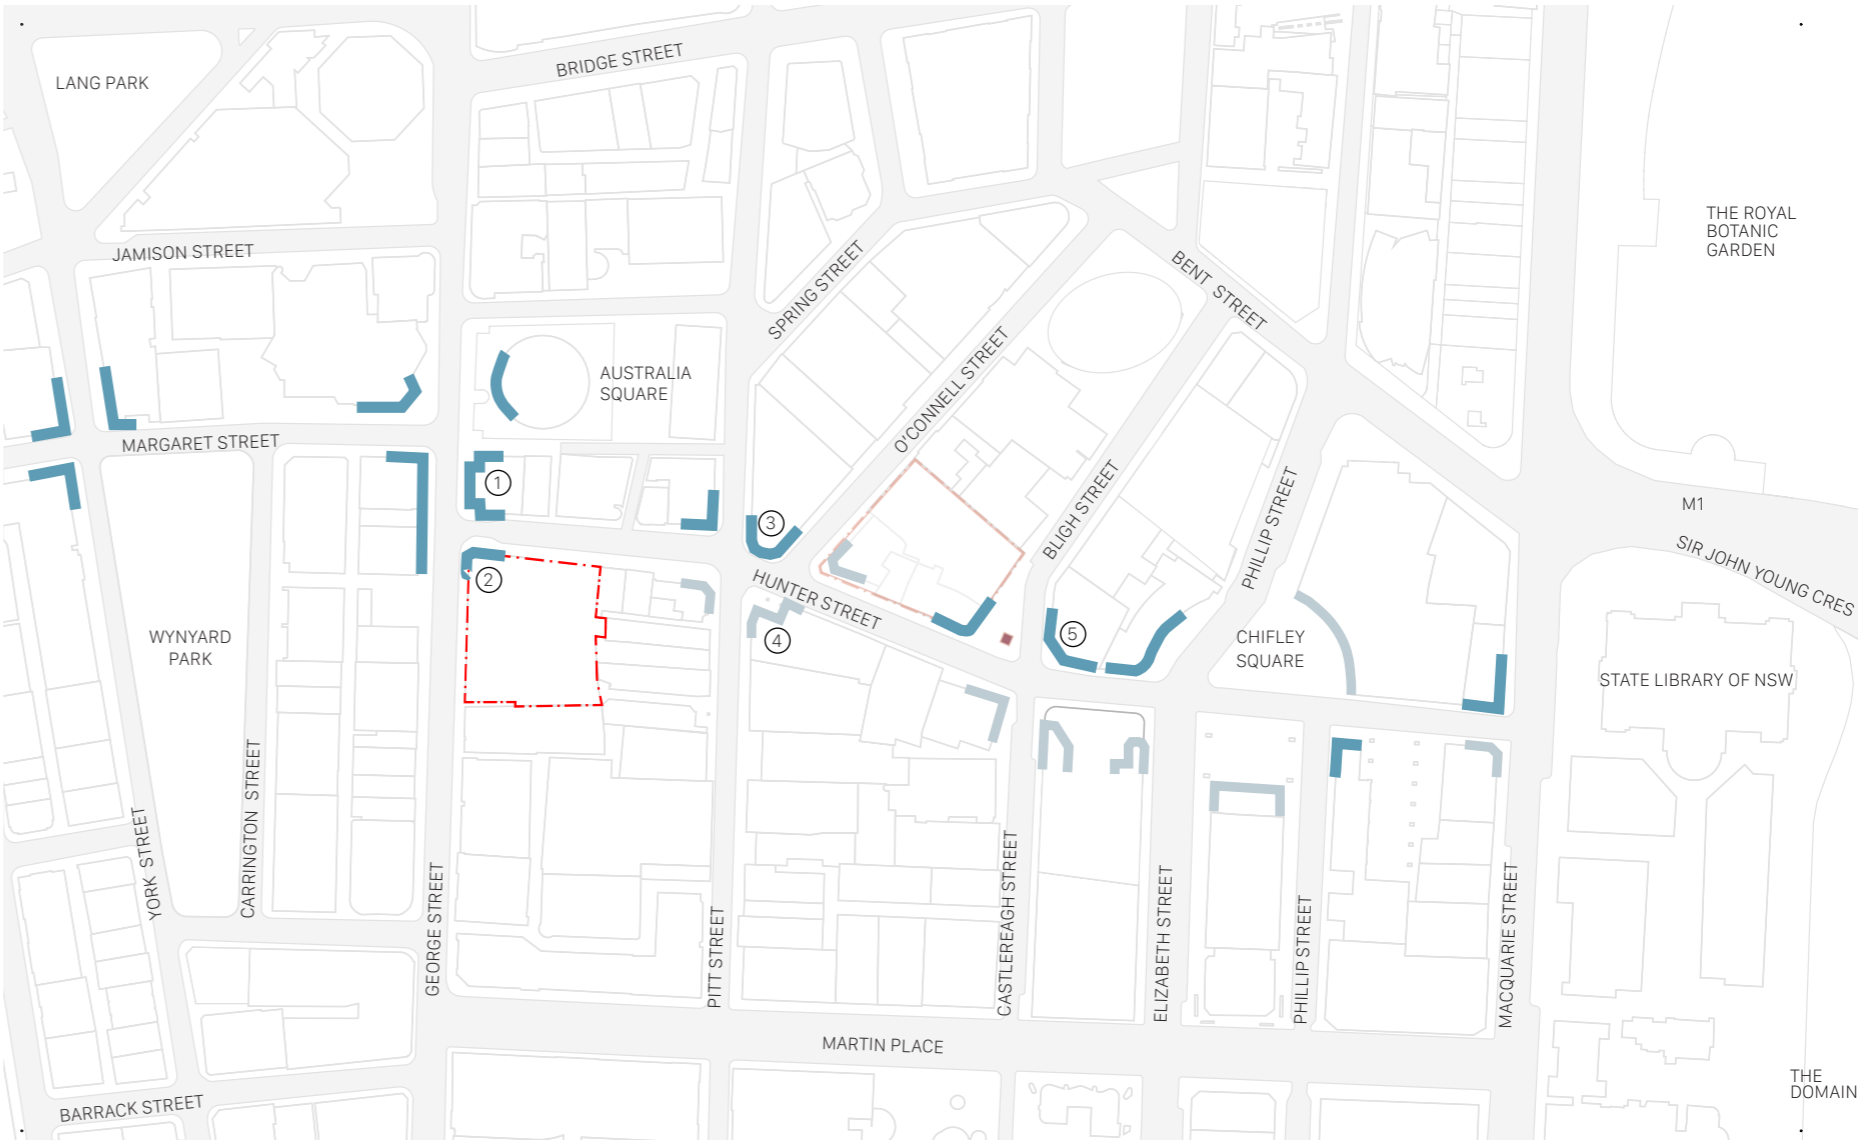 BRIDGE STREET
LANG PARK
THE ROYAL
BOTANIC
GARDEN
JAMISON STREET
SPRING STREET
BENT STREET
AUSTRALIA
SQUARE
O'CONNELL STREET
MARGARET STREET
1
M1
BLIGH STREET
PHILLIP STREET
3
SIR JOHN YOUNG CRES
2
HUNTER STREET
WYNYARD
PARK
4
5
CHIFLEY
SQUARE
STATE LIBRARY OF NSW
YORK STREET
CARRINGTON STREET
GEORGE STREET
PITT STREET
CASTLEREAGH STREET
ELIZABETH STREET
PHILLIP STREET
MACQUARIE STREET
MARTIN PLACE
THE
DOMAIN
BARRACK STREET